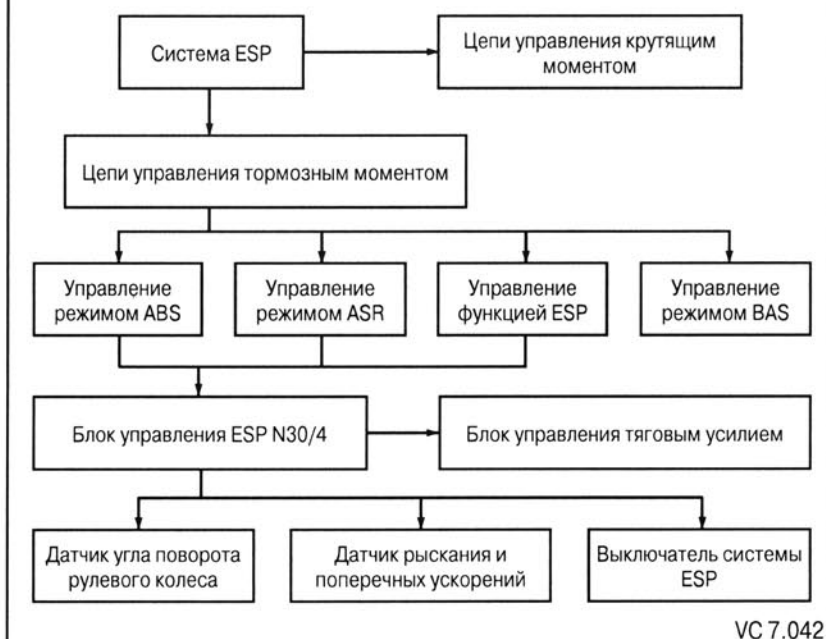 Система ESP
Цепи управления крутящим
моментом
Цепи управления тормозным моментом
Управление
режимом ABS
Управление
режимом ASR
Управление
функцией ESP
Управление
режимом BAS
Блок управления ESP N30/4
Блок управления тяговым усилием
Датчик угла поворота
рулевого колеса
Датчик рыскания и
поперечных ускорений
Выключатель системы
ESP
VC 7.042